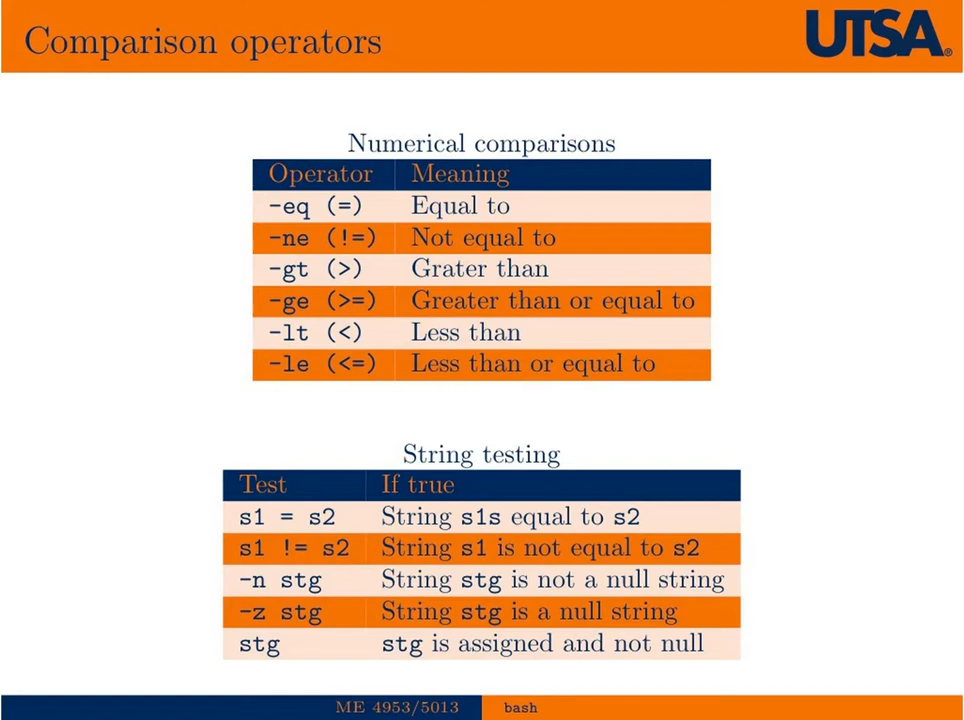 Comparison operators
UTSA®
Numerical comparisons
Operator Meaning
-eq (=) Equal to
-ne (!=) Not equal to
-gt (>) Grater than
-ge (>=) Greater than or equal to
-lt (<) Less than
-le (<=) Less than or equal to
String testing
Test If true
s1 = s2 String s1s equal to s2
s1 != s2 String s1 is not equal to s2
-n stg String stg is not a null string
-z stg String stg is a null string
stg stg is assigned and not null
ME 4953/5013 bash